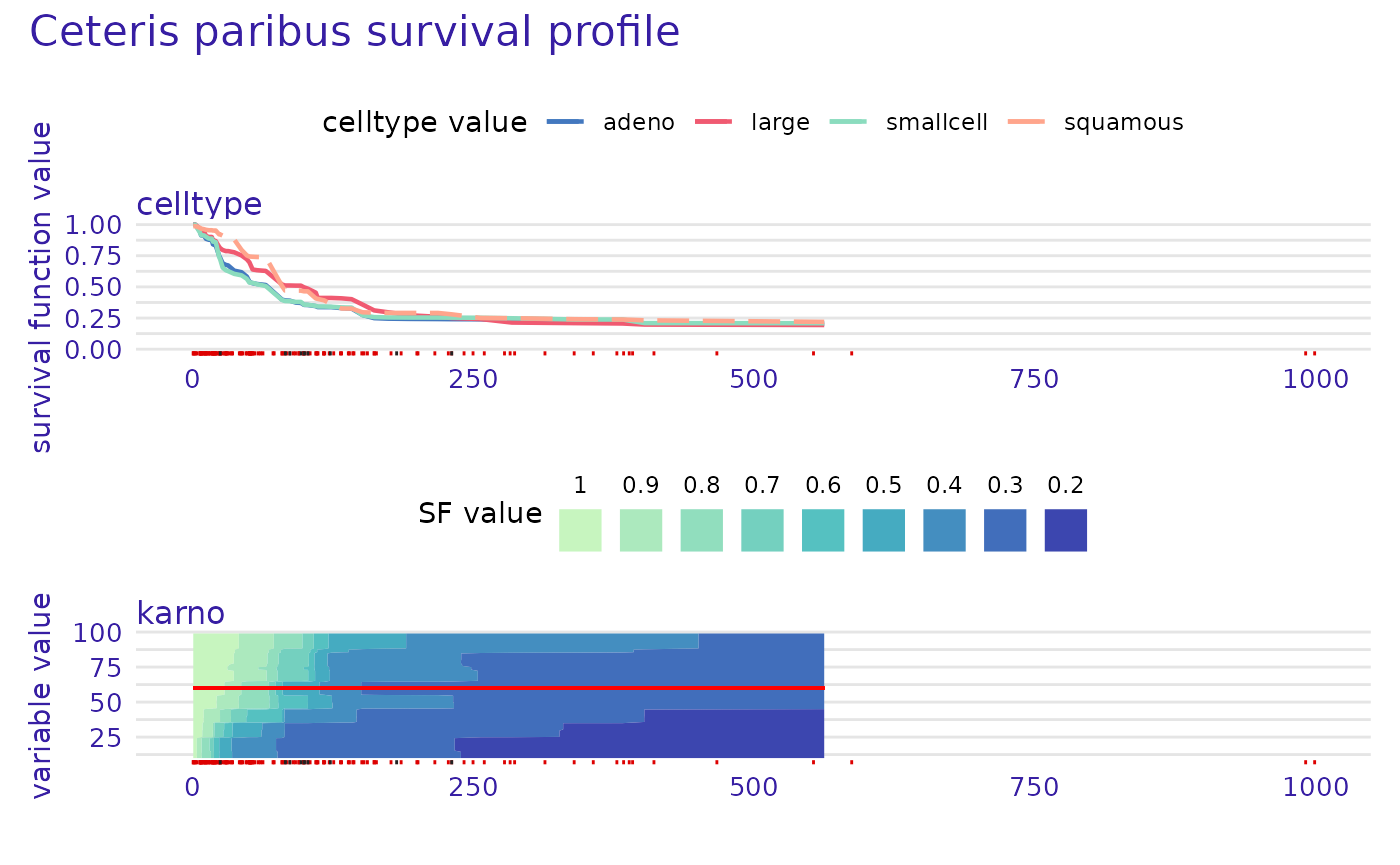 Ceteris paribus survival profile
celltype value adeno large smallcell squamous
survival function value
celltype
1.00
0.75
0.50
0.25
0.00
0 250 500 750 1000
SF value 1 0.9 0.8 0.7 0.6 0.5 0.4 0.3 0.2
variable value
karno
100
75
50
25
0 250 500 750 1000